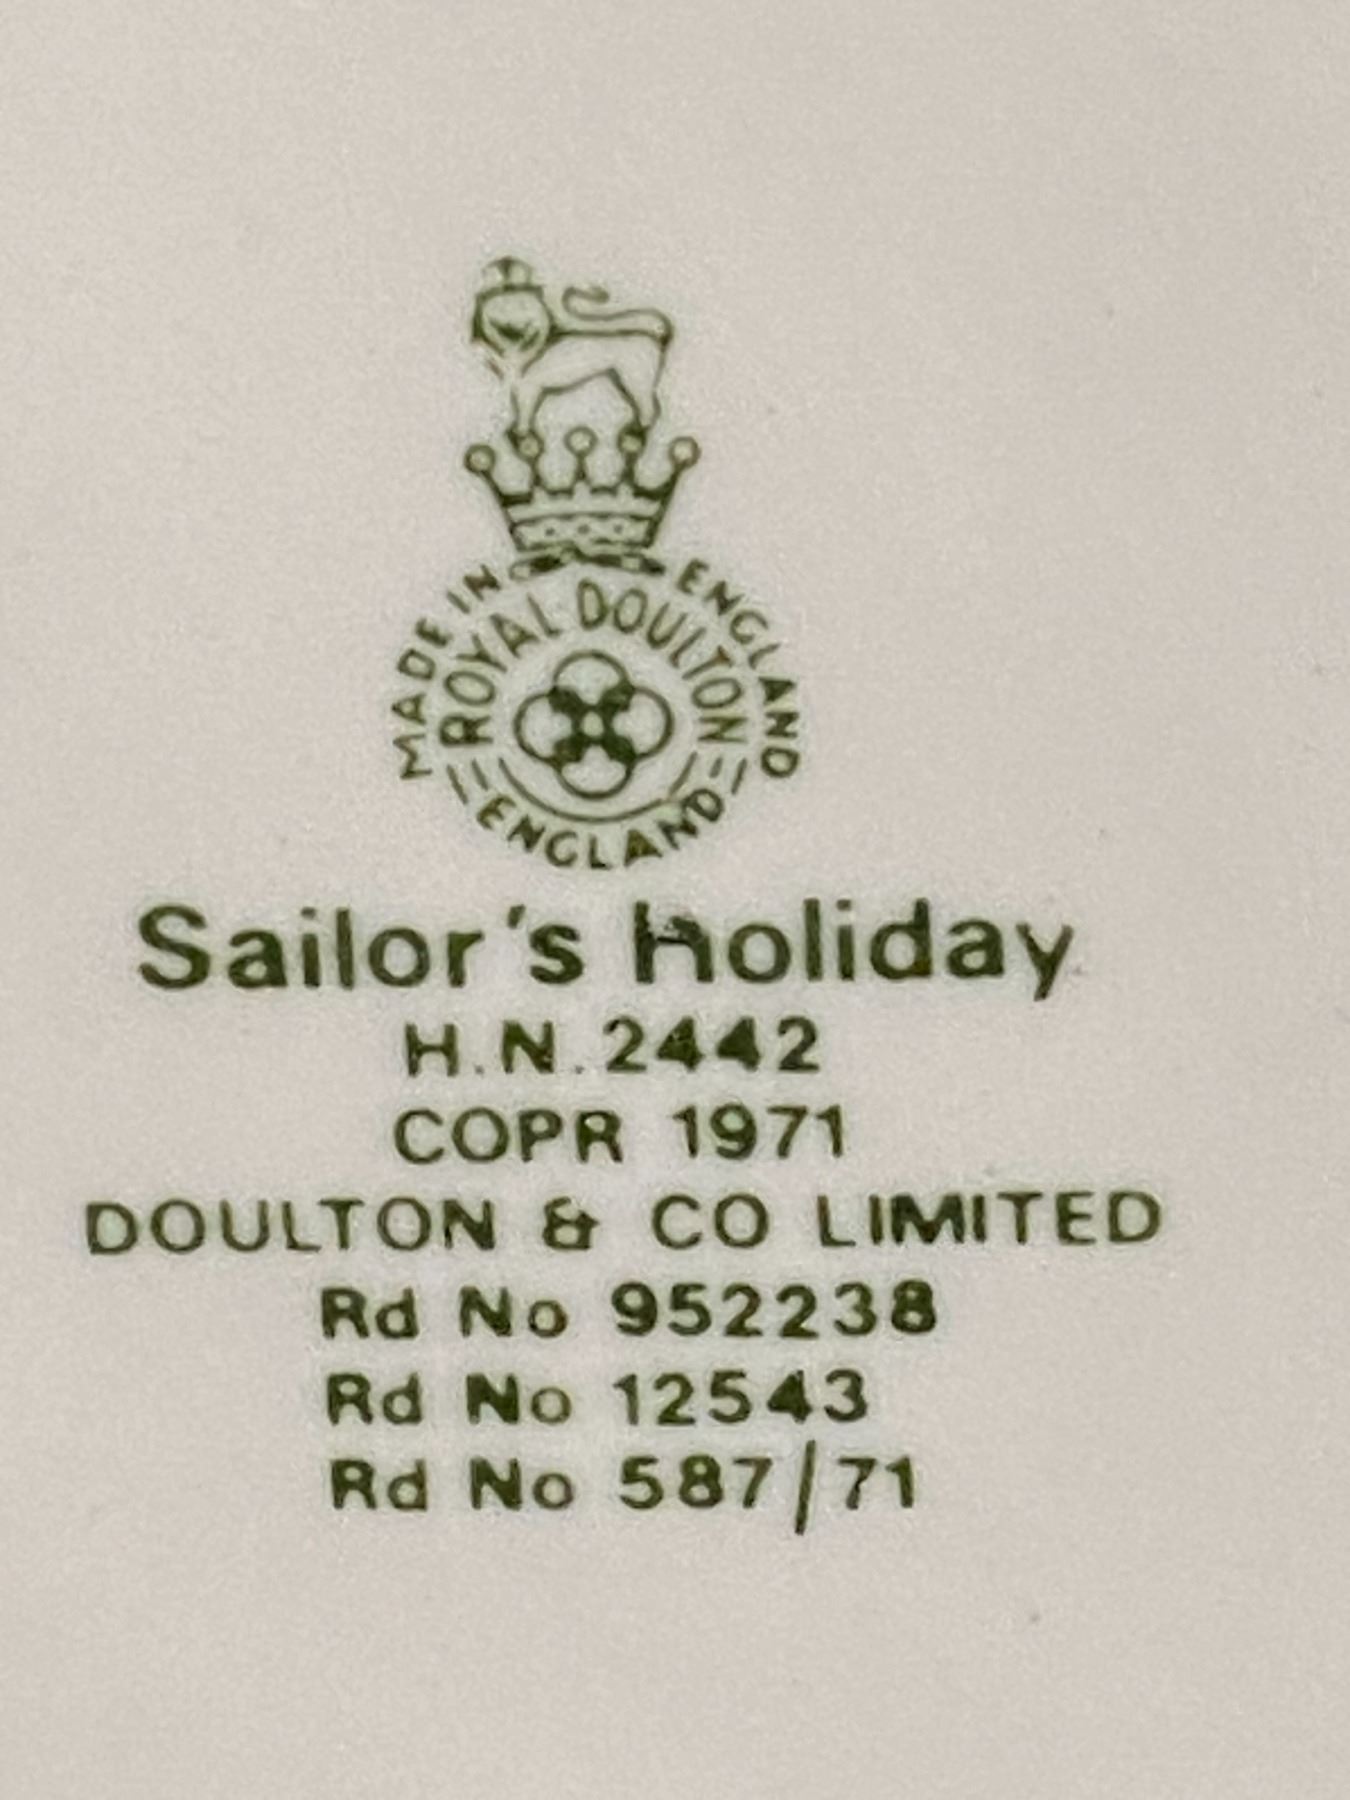 MADE IN ENGLAND
ROYAL DOULTON
ENGLAND
Sailor's holiday
H.N. 2442
COPR 1971
DOULTON & CO LIMITED
Rd No 952238
Rd No 12543
Rd No 587/71